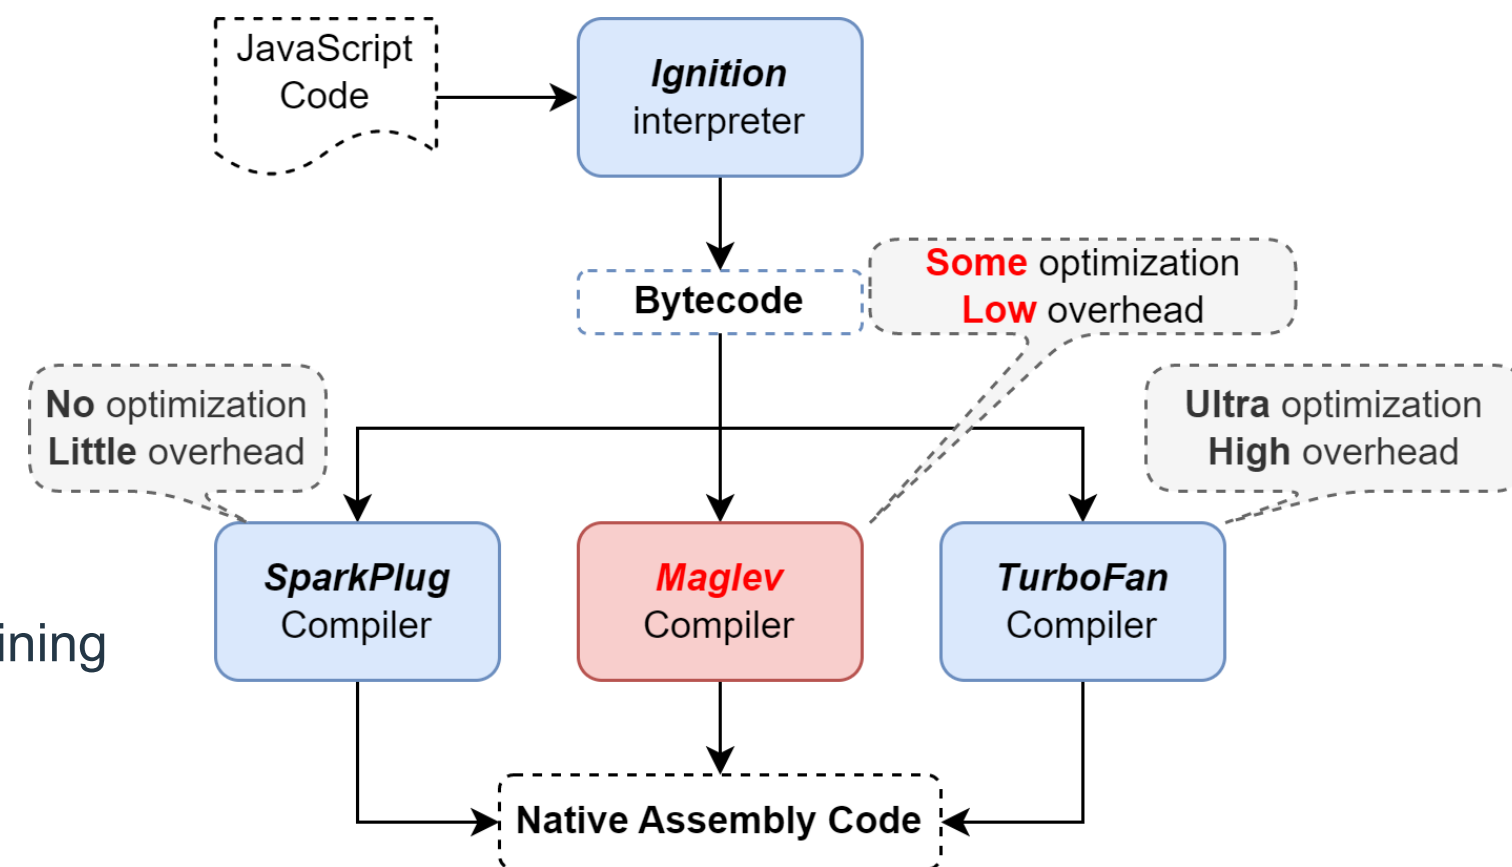 JavaScript
Code
Ignition
interpreter
Bytecode
Some optimization
Low overhead
No optimization
Little overhead
Ultra optimization
High overhead
SparkPlug
Compiler
Maglev
Compiler
TurboFan
Compiler
ining
Native Assembly Code